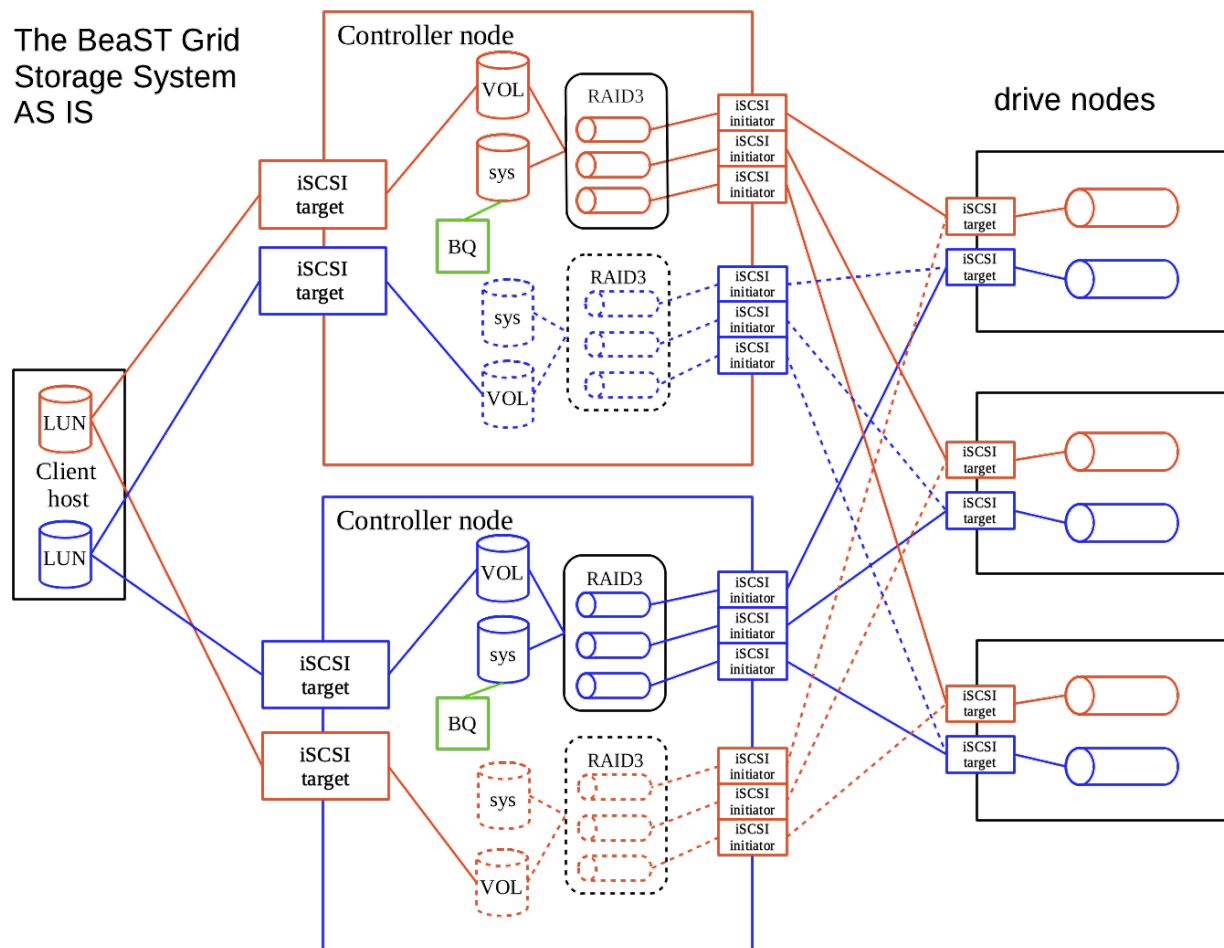 The BeaST Grid
Storage System
AS IS
Controller node
VOL
RAID3
sys
BQ
iSCSI
initiator
iSCSI
initiator
iSCSI
initiator
drive nodes
iSCSI
target
iSCSI
target
RAID3
sys
VOL
iSCSI
initiator
iSCSI
initiator
iSCSI
initiator
iSCSI
target
iSCSI
target
LUN
Client
host
LUN
iSCSI
target
iSCSI
target
Controller node
VOL
RAID3
sys
BQ
iSCSI
initiator
iSCSI
initiator
iSCSI
initiator
iSCSI
target
iSCSI
target
RAID3
sys
VOL
iSCSI
initiator
iSCSI
initiator
iSCSI
initiator
iSCSI
target
iSCSI
target